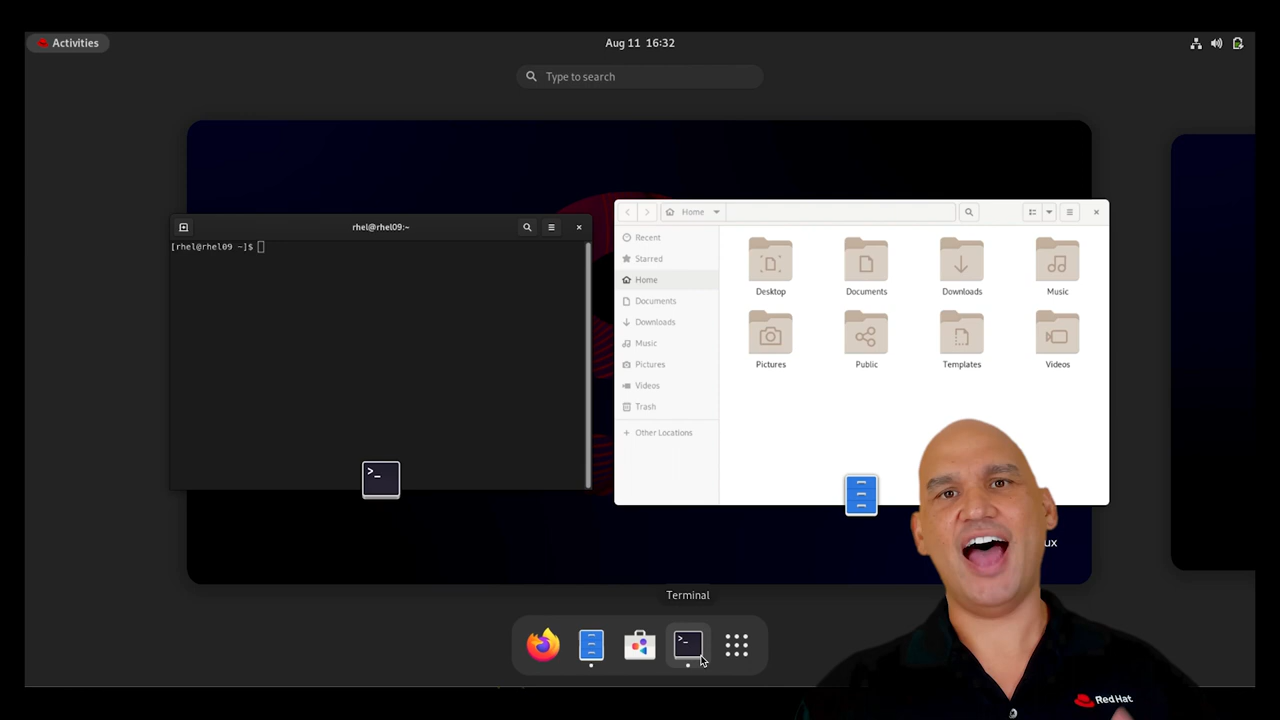 Activities
Aug 11 16:32
Type to search
rhel@rhel09:~
[rhel@rhel09 ~]$
Home
Recent
Starred
Home
Documents
Downloads
Music
Pictures
Videos
Trash
Other Locations
Desktop
Documents
Downloads
Music
Pictures
Public
Templates
Videos
>_
ux
Terminal
>_
Red Hat